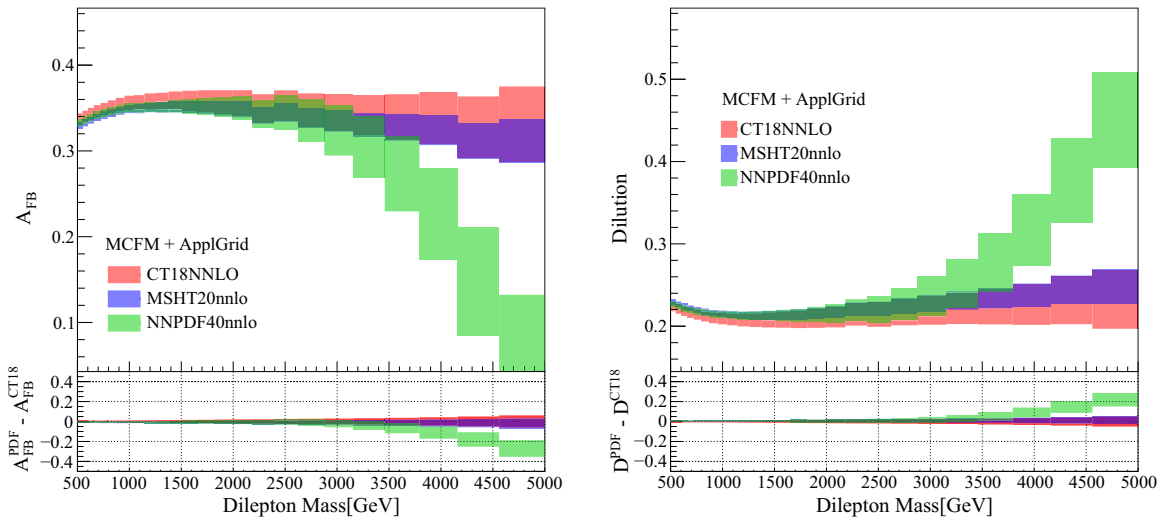 0.4
0.3
0.2
0.1
A_FB
MCFM + ApplGrid
CT18NNLO
MSHT20nnlo
NNPDF40nnlo
0.4
0.2
0
−0.2
−0.4
A_FB^PDF - A_FB^CT18
500 1000 1500 2000 2500 3000 3500 4000 4500 5000
Dilepton Mass[GeV]
0.5
0.4
0.3
0.2
Dilution
MCFM + ApplGrid
CT18NNLO
MSHT20nnlo
NNPDF40nnlo
0.4
0.2
0
−0.2
−0.4
D^PDF - D^CT18
500 1000 1500 2000 2500 3000 3500 4000 4500 5000
Dilepton Mass[GeV]